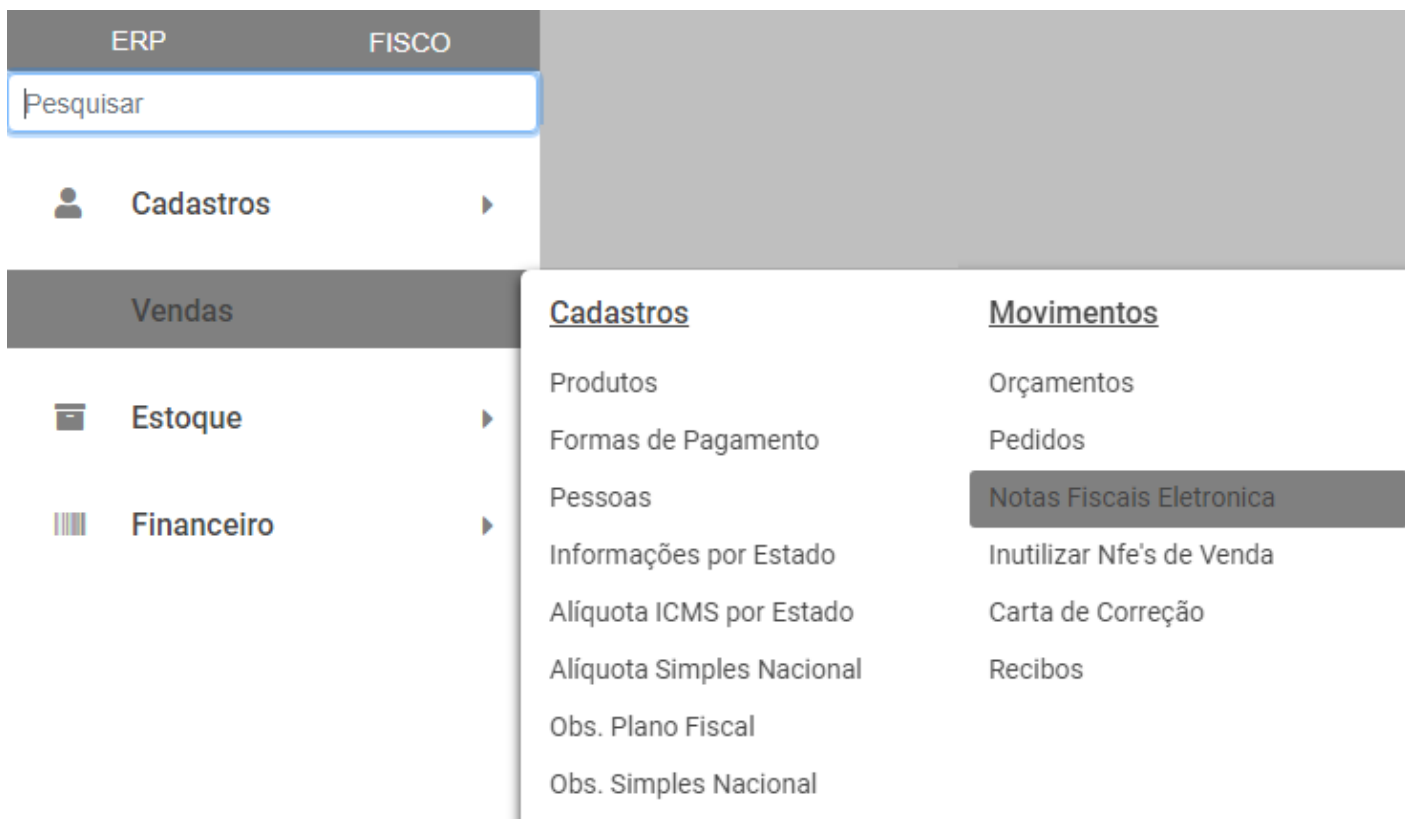 ERP FISCO
Pesquisar
Cadastros
Vendas
Estoque
Financeiro
Cadastros
Produtos
Formas de Pagamento
Pessoas
Informações por Estado
Alíquota ICMS por Estado
Alíquota Simples Nacional
Obs. Plano Fiscal
Obs. Simples Nacional
Movimentos
Orçamentos
Pedidos
Notas Fiscais Eletronica
Inutilizar Nfe's de Venda
Carta de Correção
Recibos